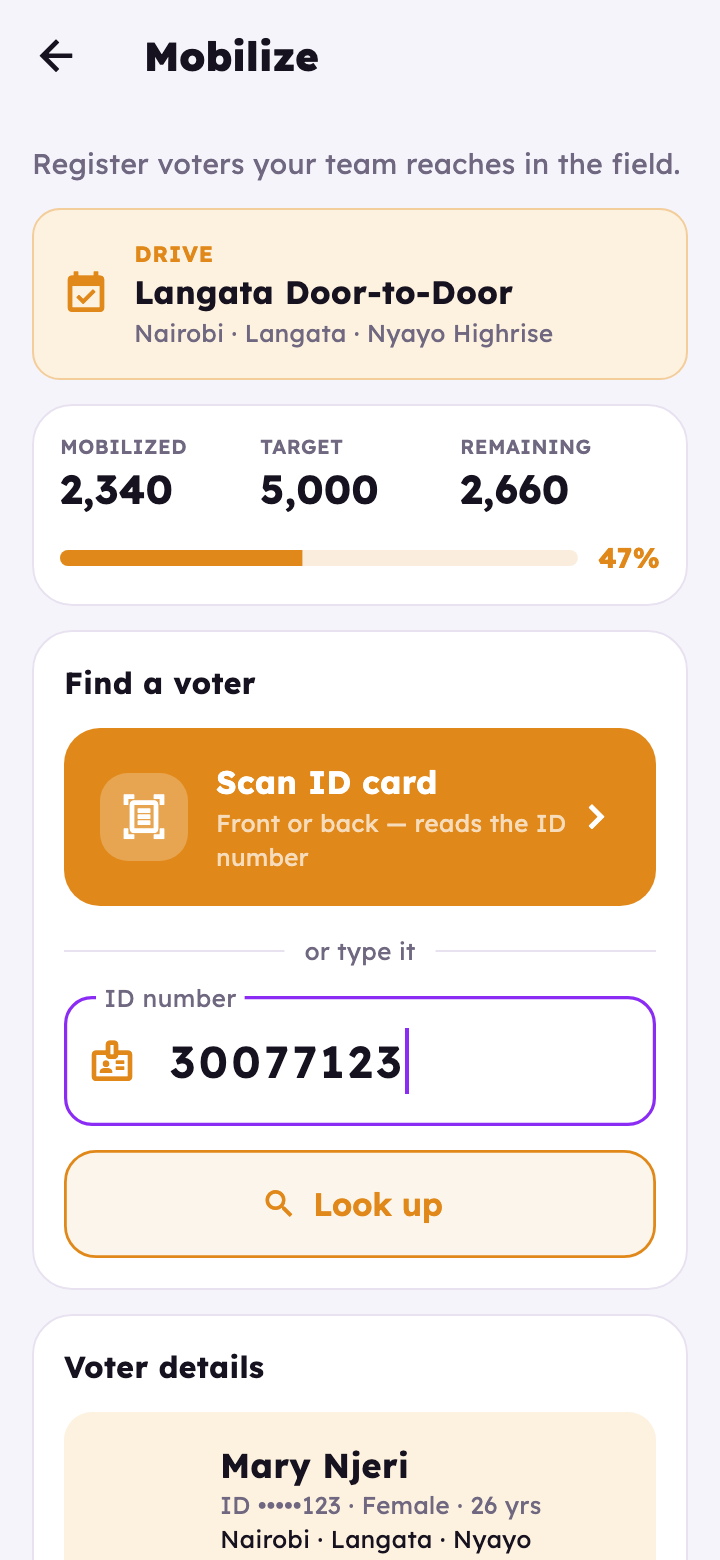 Mobilize
Register voters your team reaches in the field.
DRIVE
Langata Door-to-Door
Nairobi · Langata · Nyayo Highrise
MOBILIZED TARGET REMAINING
2,340 5,000 2,660
47%
Find a voter
Scan ID card
Front or back — reads the ID
number
or type it
ID number
30077123
Look up
Voter details
Mary Njeri
ID •••••123 · Female · 26 yrs
Nairobi · Langata · Nyayo